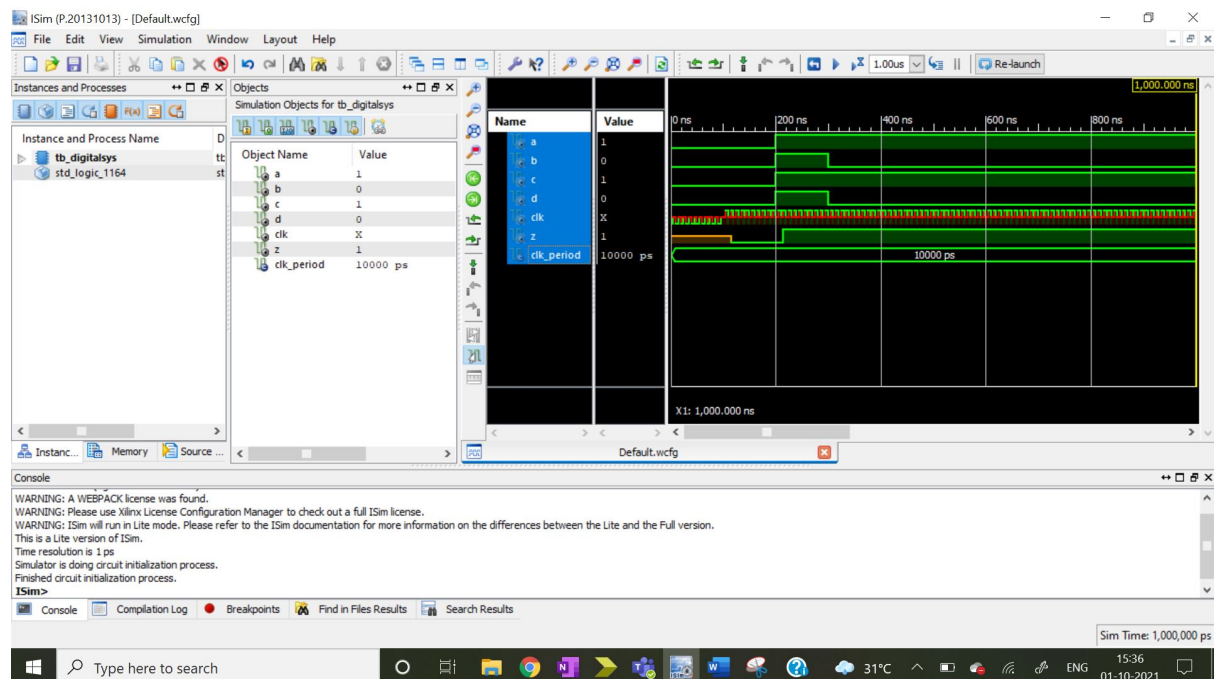 ISim (P.20131013) - [Default.wcfg]
File Edit View Simulation Window Layout Help
1.00us Re-launch
Instances and Processes
Instance and Process Name D
tb_digitalsys tb
std_logic_1164 st
Instanc... Memory Source ...
Objects
Simulation Objects for tb_digitalsys
Object Name Value
a 1
b 0
c 1
d 0
clk X
z 1
clk_period 10000 ps
1,000.000 ns
Name Value
0 ns 200 ns 400 ns 600 ns 800 ns
a 1
b 0
c 1
d 0
clk X
z 1
clk_period 10000 ps 10000 ps
X1: 1,000.000 ns
Default.wcfg
Console
WARNING: A WEBPACK license was found.
WARNING: Please use Xilinx License Configuration Manager to check out a full ISim license.
WARNING: ISim will run in Lite mode. Please refer to the ISim documentation for more information on the differences between the Lite and the Full version.
This is a Lite version of ISim.
Time resolution is 1 ps
Simulator is doing circuit initialization process.
Finished circuit initialization process.
ISim>
Console Compilation Log Breakpoints Find in Files Results Search Results
Sim Time: 1,000,000 ps
Type here to search
31°C ENG 15:36
01-10-2021